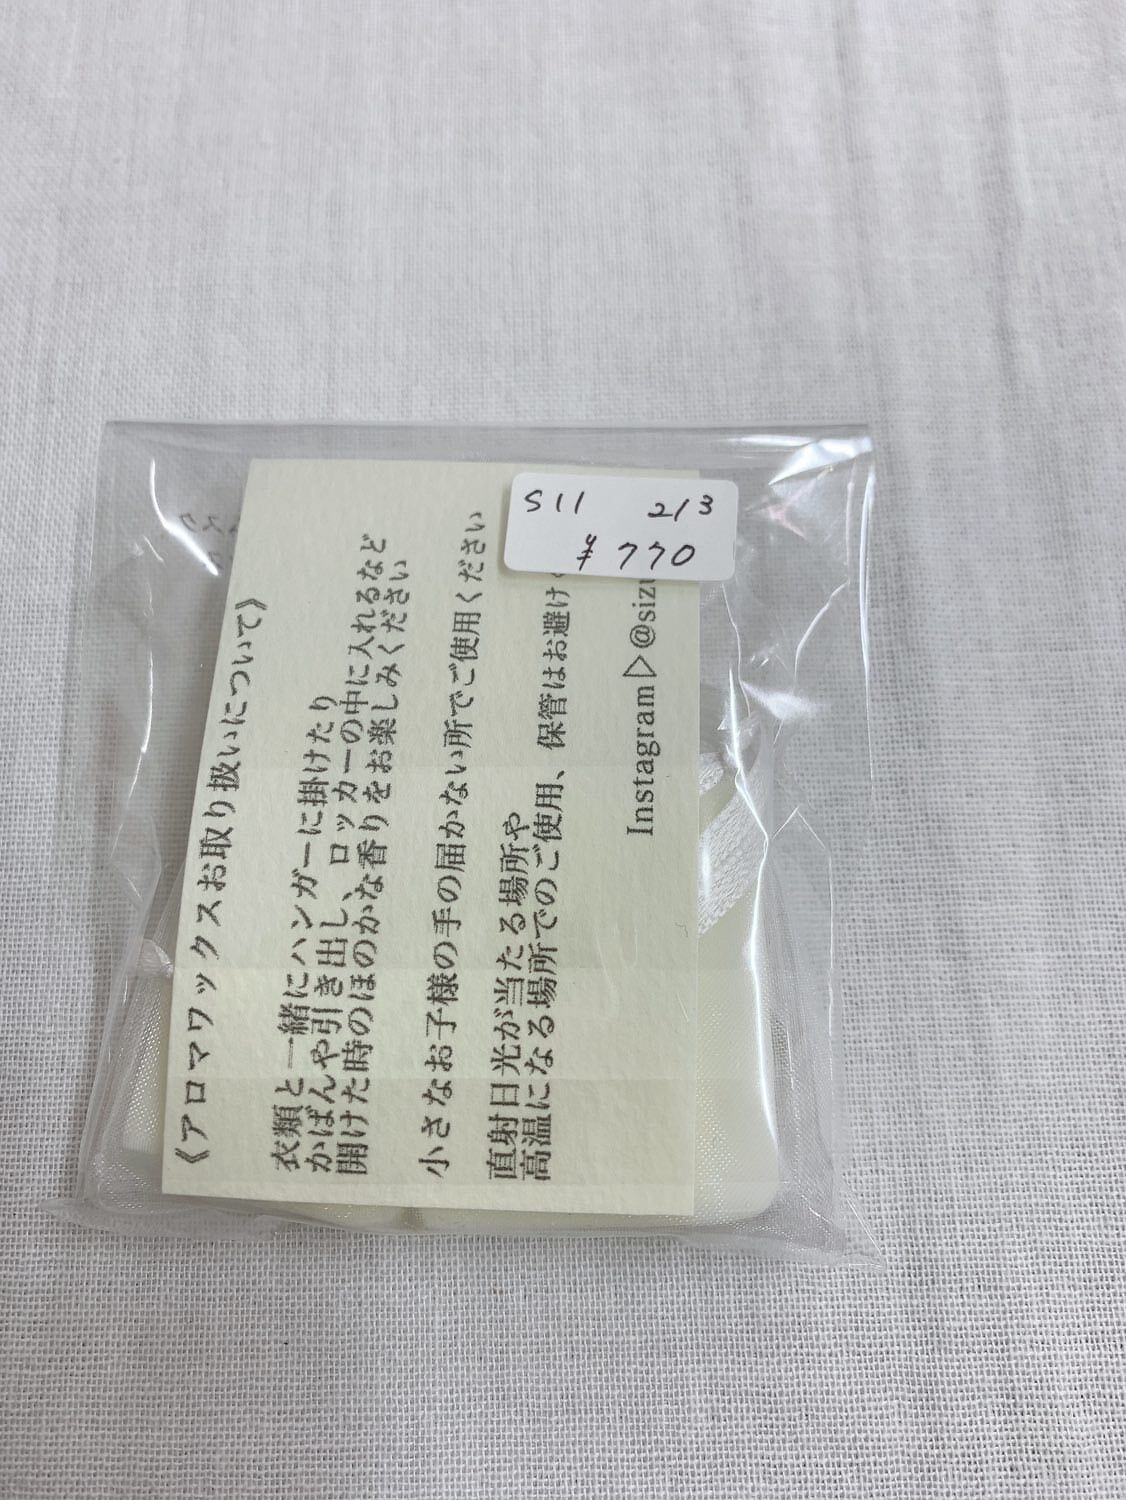 S11 213
¥770
《アロマワックスお取り扱いについて》
衣類と一緒にハンガーに掛けたり
かばんや引き出し、ロッカーの中に入れるなど
開けた時のほのかな香りをお楽しみください
小さなお子様の手の届かない所でご使用ください
直射日光が当たる場所や
高温になる場所でのご使用、保管はお避け
Instagram▷@siz